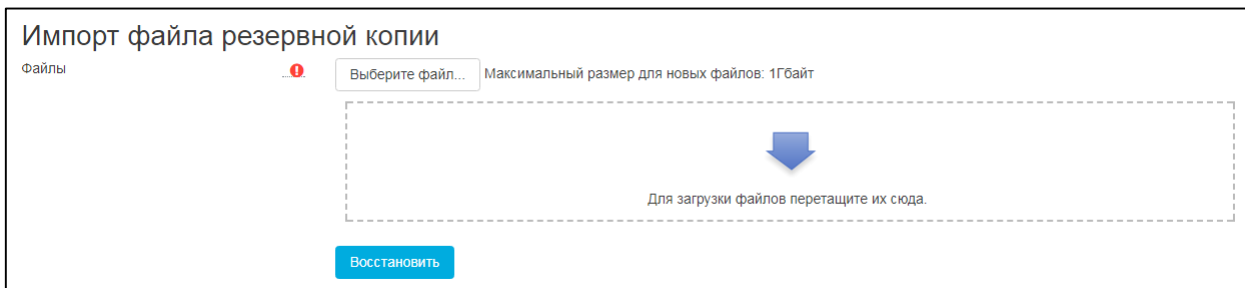 Импорт файла резервной копии
Файлы
Выберите файл... Максимальный размер для новых файлов: 1Гбайт
Для загрузки файлов перетащите их сюда.
Восстановить